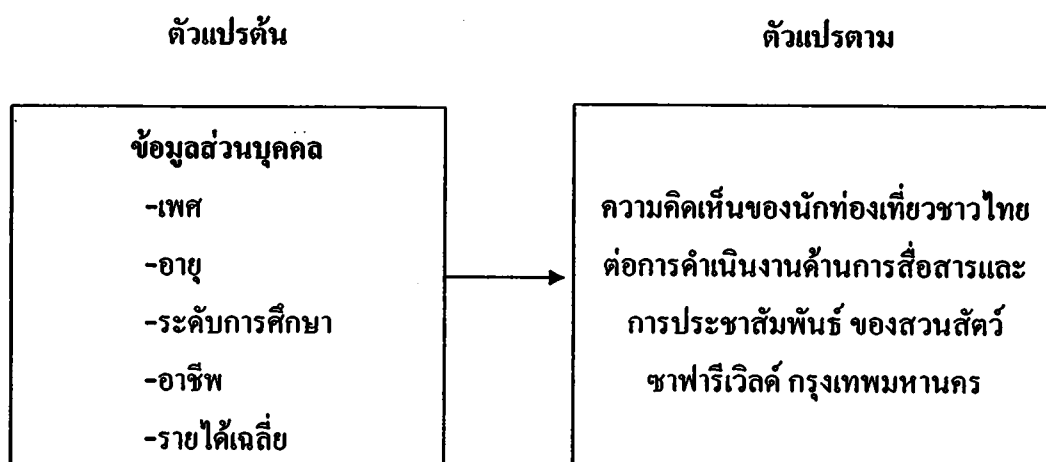 ตัวแปรต้น
ตัวแปรตาม
ข้อมูลส่วนบุคคล
-เพศ
-อายุ
-ระดับการศึกษา
-อาชีพ
-รายได้เฉลี่ย
ความคิดเห็นของนักท่องเที่ยวชาวไทย
ต่อการดำเนินงานด้านการสื่อสารและ
การประชาสัมพันธ์ ของสวนสัตว์
ซาฟารีเวิลด์ กรุงเทพมหานคร